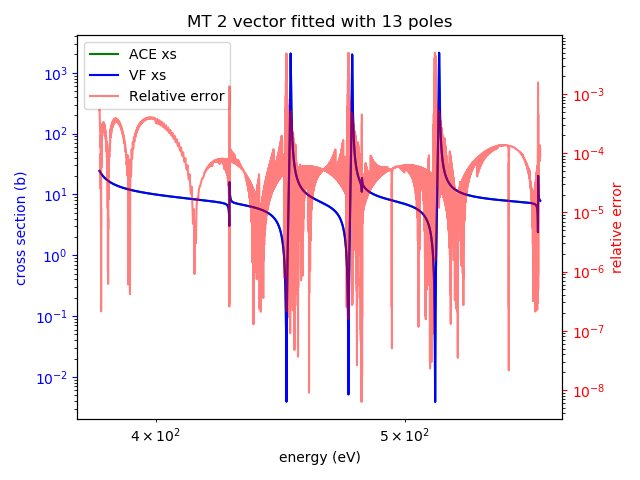 MT 2 vector fitted with 13 poles
ACE xs
VF xs
Relative error
10³
10²
10¹
10⁰
10⁻¹
10⁻²
cross section (b)
10⁻³
10⁻⁴
10⁻⁵
10⁻⁶
10⁻⁷
10⁻⁸
relative error
4 × 10² 5 × 10²
energy (eV)